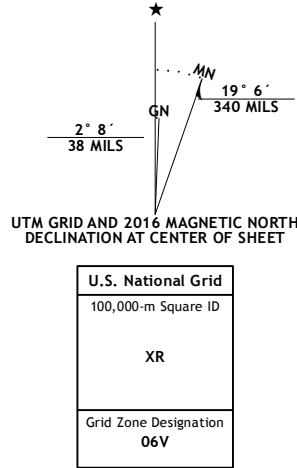 ★
MN
GN
19° 6´
340 MILS
2° 8´
38 MILS
UTM GRID AND 2016 MAGNETIC NORTH
DECLINATION AT CENTER OF SHEET
U.S. National Grid
100,000-m Square ID
XR
Grid Zone Designation
06V